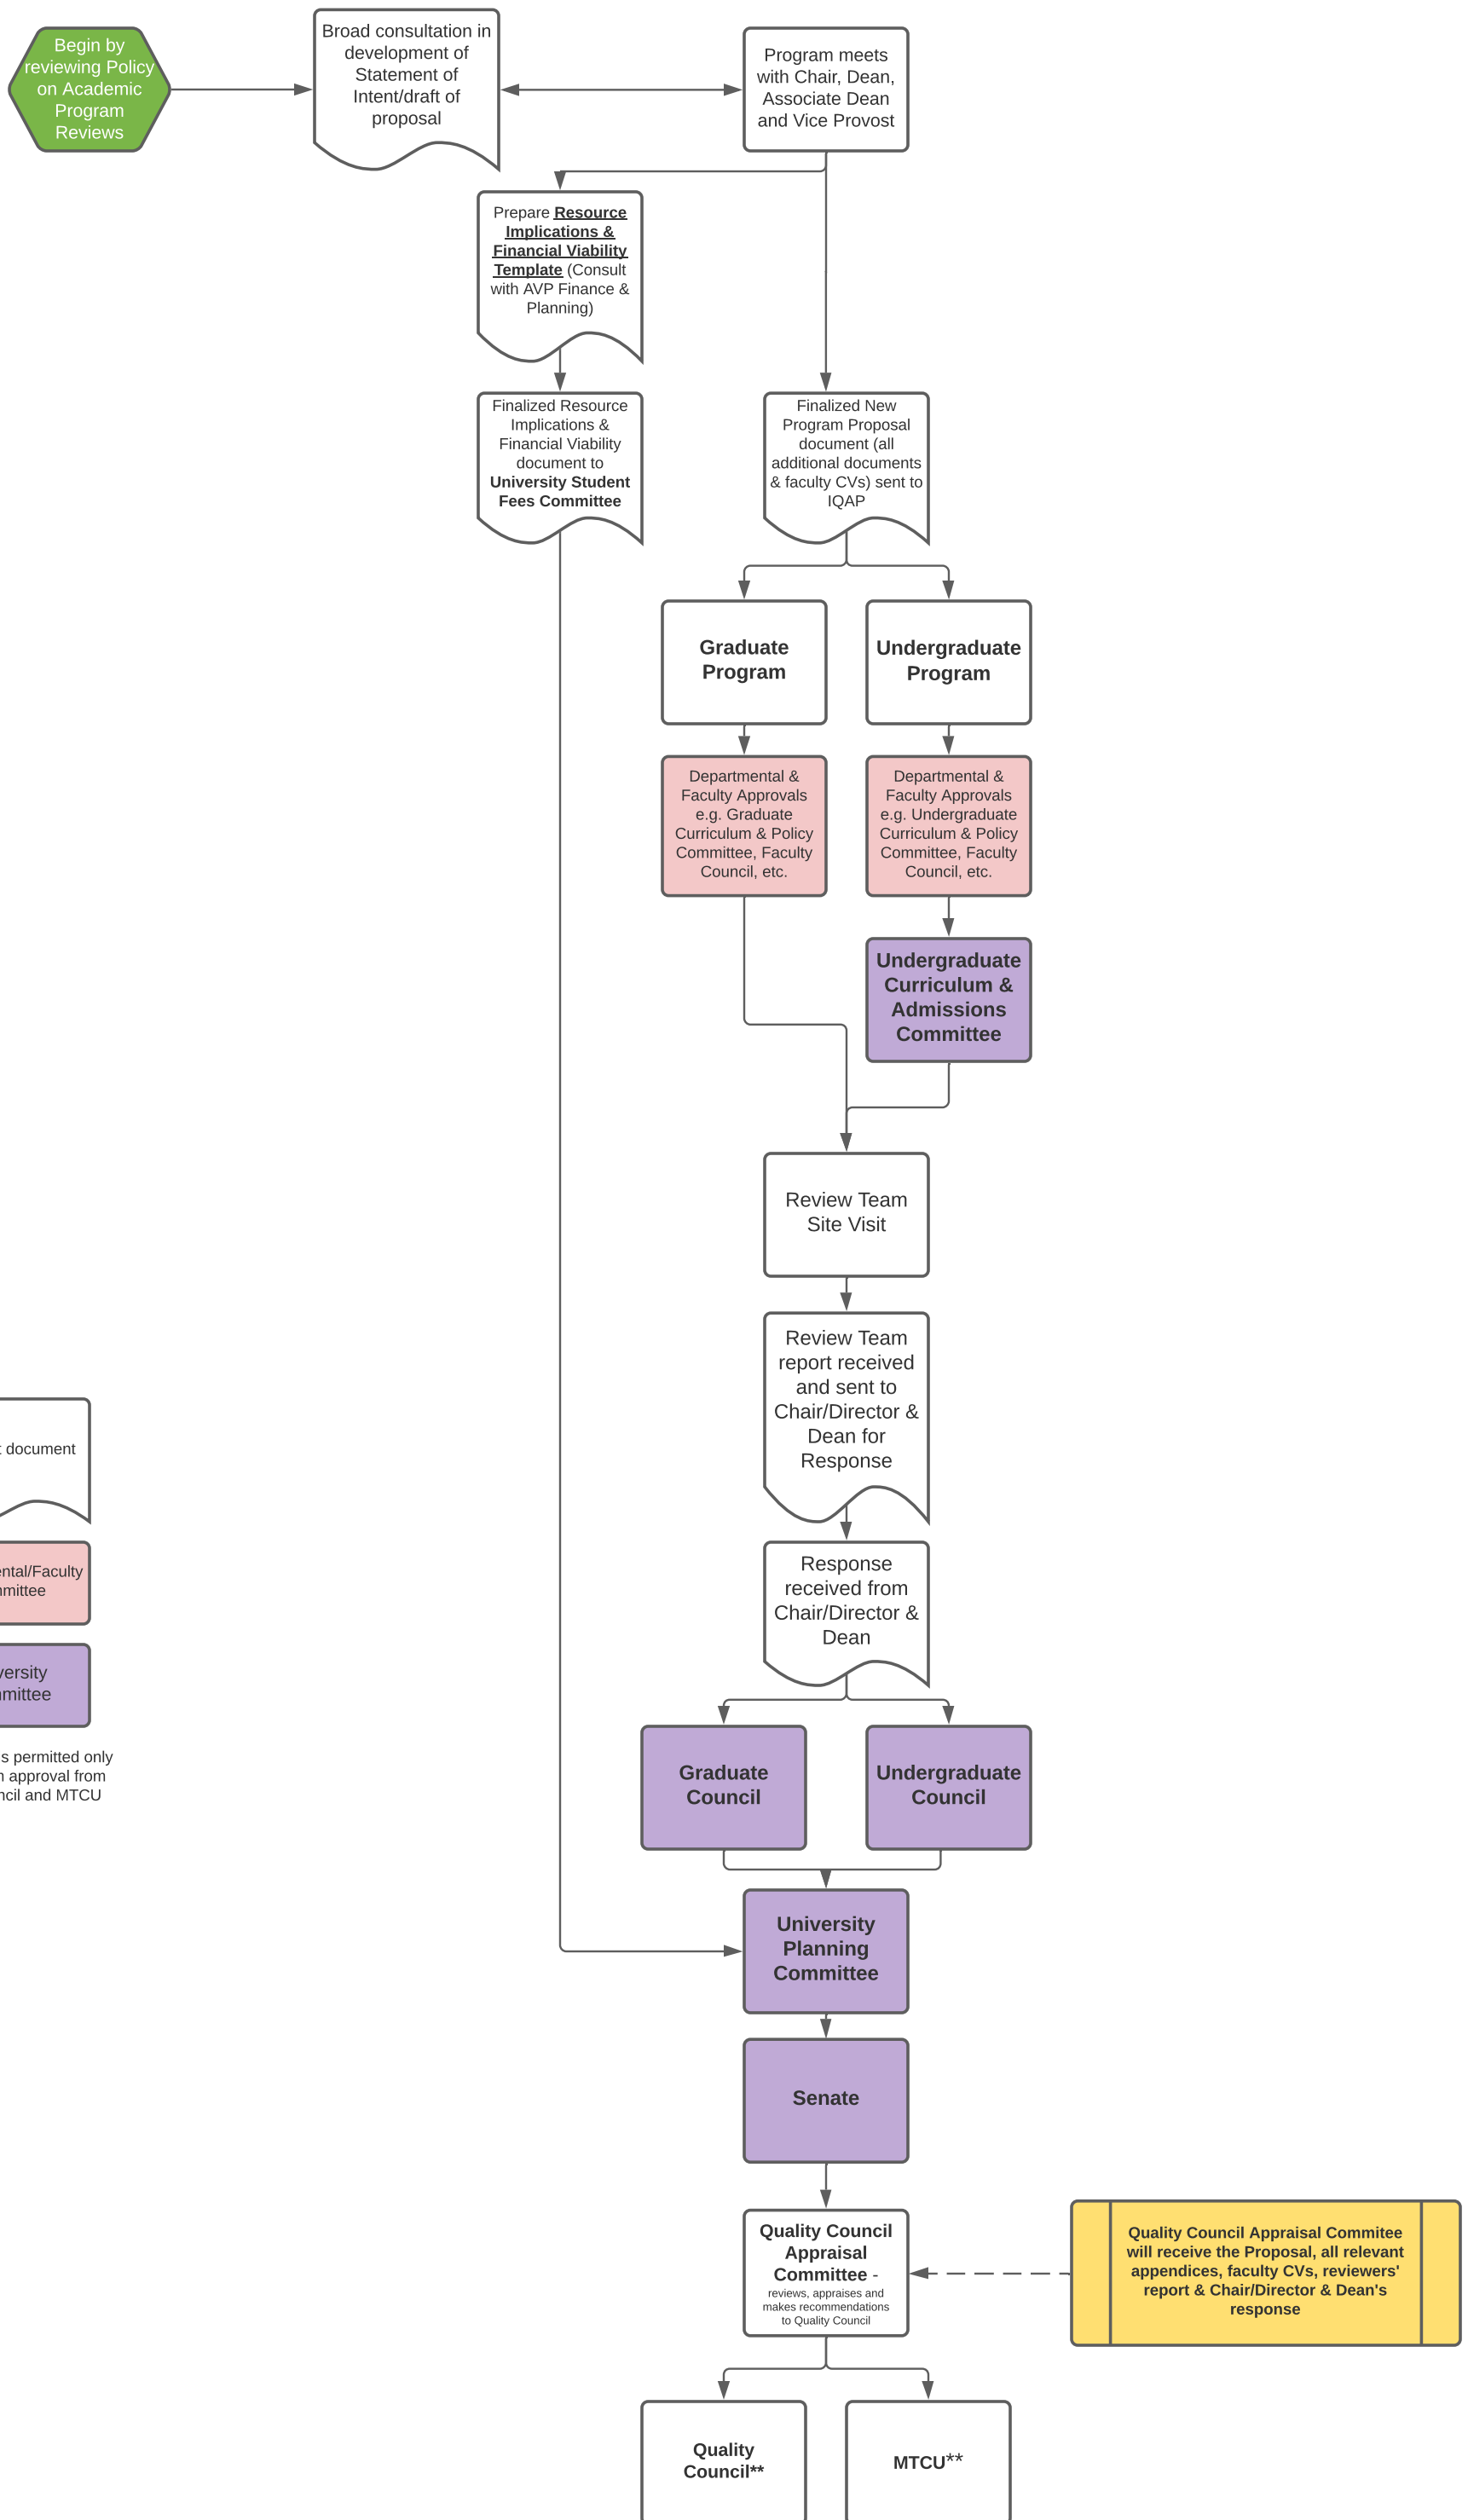 Begin by
reviewing Policy
on Academic
Program
Reviews
Broad consultation in
development of
Statement of
Intent/draft of
proposal
Program meets
with Chair, Dean,
Associate Dean
and Vice Provost
Prepare Resource
Implications &
Financial Viability
Template (Consult
with AVP Finance &
Planning)
Finalized Resource
Implications &
Financial Viability
document to
University Student
Fees Committee
Finalized New
Program Proposal
document (all
additional documents
& faculty CVs) sent to
IQAP
Graduate
Program
Undergraduate
Program
Departmental &
Faculty Approvals
e.g. Graduate
Curriculum & Policy
Committee, Faculty
Council, etc.
Departmental &
Faculty Approvals
e.g. Undergraduate
Curriculum & Policy
Committee, Faculty
Council, etc.
Undergraduate
Curriculum &
Admissions
Committee
Review Team
Site Visit
Review Team
report received
and sent to
Chair/Director &
Dean for
Response
document
ental/Faculty
mmittee
versity
mmittee
s permitted only
approval from
ncil and MTCU
Response
received from
Chair/Director &
Dean
Graduate
Council
Undergraduate
Council
University
Planning
Committee
Senate
Quality Council
Appraisal
Committee -
reviews, appraises and
makes recommendations
to Quality Council
Quality Council Appraisal Commitee
will receive the Proposal, all relevant
appendices, faculty CVs, reviewers'
report & Chair/Director & Dean's
response
Quality
Council**
MTCU**